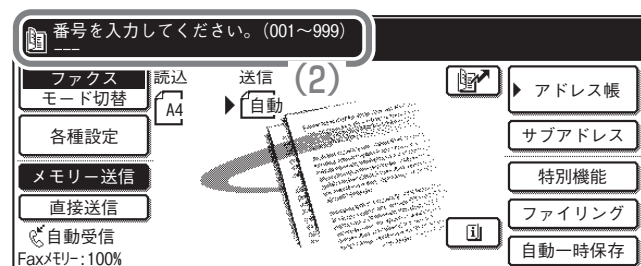 番号を入力してください。(001～999)
---
(2)
ファクス
モード切替
読込
A4
送信
自動
アドレス帳
各種設定
サブアドレス
メモリー送信
特別機能
直接送信
ファイリング
自動受信
自動一時保存
Faxﾒﾓﾘｰ:100%